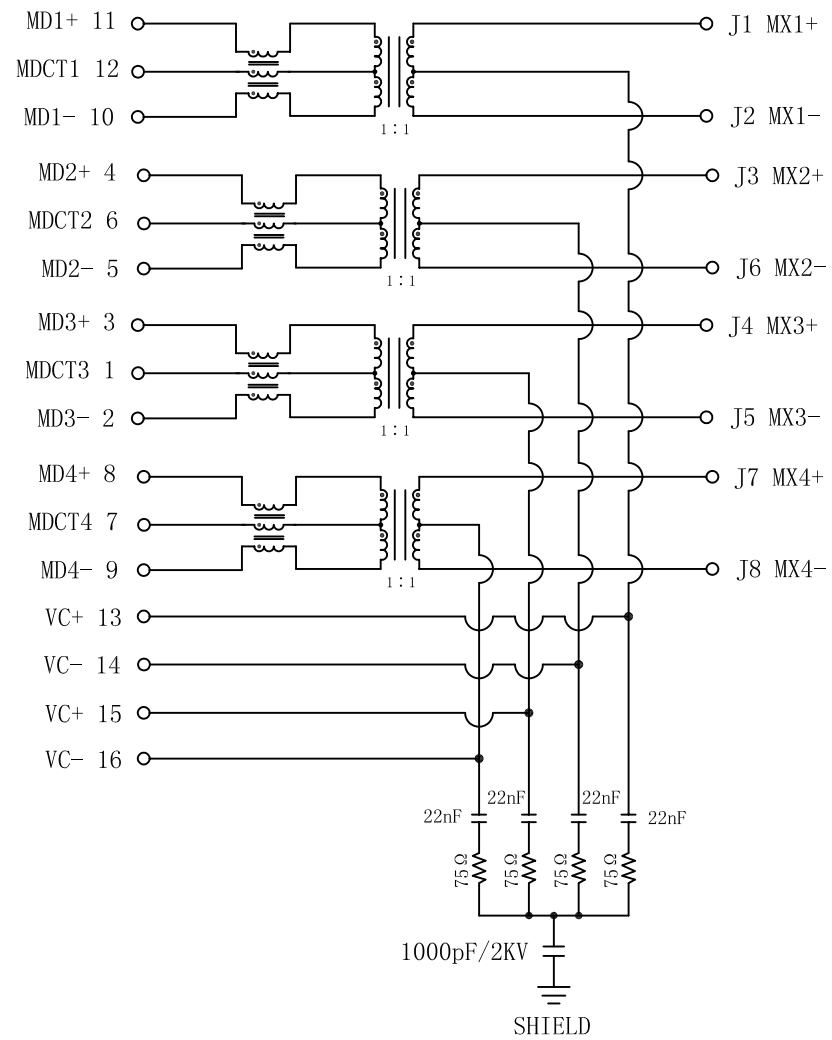 MD1+ 11
J1 MX1+
MDCT1 12
MD1- 10
J2 MX1-
1:1
MD2+ 4
J3 MX2+
MDCT2 6
MD2- 5
J6 MX2-
1:1
MD3+ 3
J4 MX3+
MDCT3 1
MD3- 2
J5 MX3-
1:1
MD4+ 8
J7 MX4+
MDCT4 7
MD4- 9
J8 MX4-
1:1
VC+ 13
VC- 14
VC+ 15
VC- 16
22nF
22nF
22nF
22nF
75Ω
75Ω
75Ω
75Ω
1000pF/2KV
SHIELD